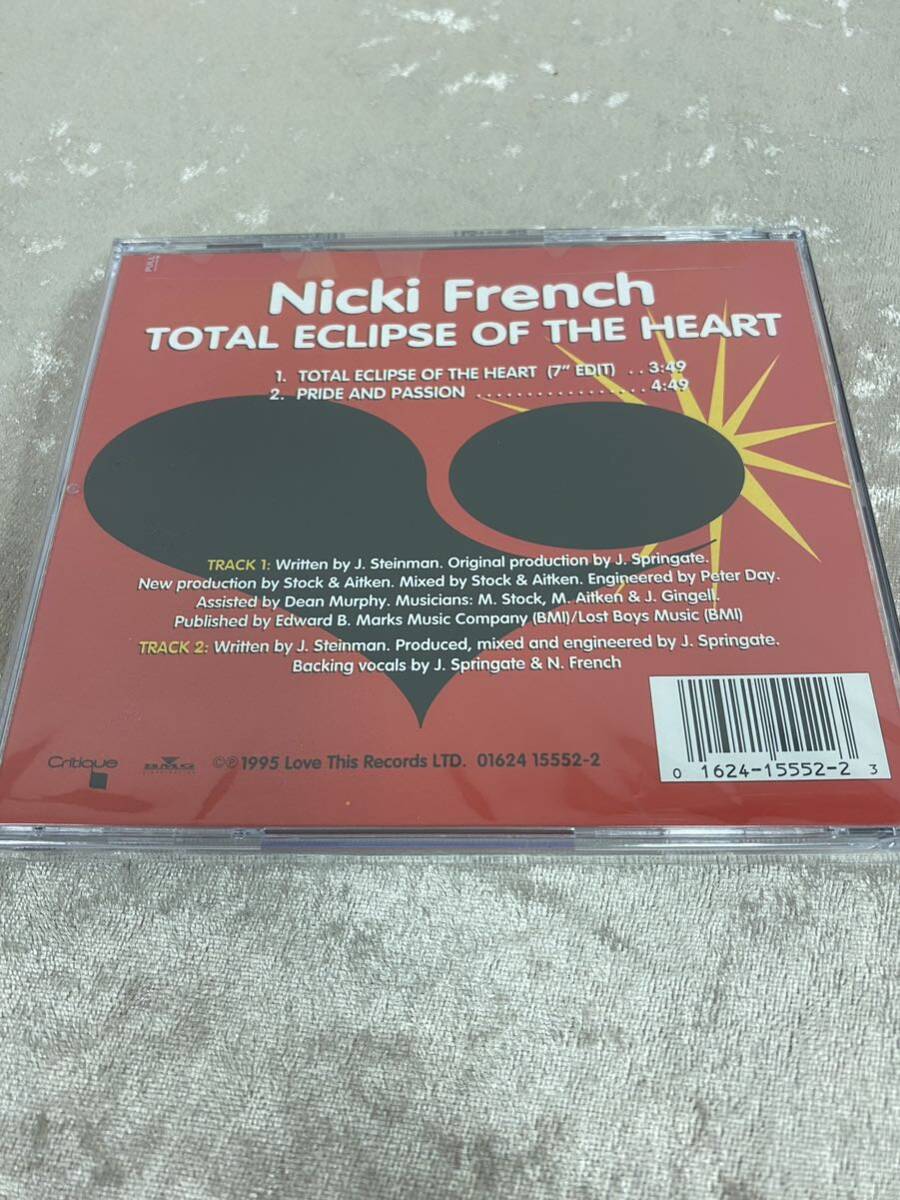 PULL
Nicki French
TOTAL ECLIPSE OF THE HEART
1. TOTAL ECLIPSE OF THE HEART (7" EDIT) . . 3:49
2. PRIDE AND PASSION . . . . . . . . . . . . . . . . . 4:49
TRACK 1: Written by J. Steinman. Original production by J. Springate.
New production by Stock & Aitken. Mixed by Stock & Aitken. Engineered by Peter Day.
Assisted by Dean Murphy. Musicians: M. Stock, M. Aitken & J. Gingell.
Published by Edward B. Marks Music Company (BMI)/Lost Boys Music (BMI)
TRACK 2: Written by J. Steinman. Produced, mixed and engineered by J. Springate.
Backing vocals by J. Springate & N. French
Critique BMG ©℗ 1995 Love This Records LTD. 01624 15552-2
0 1624-15552-2 3